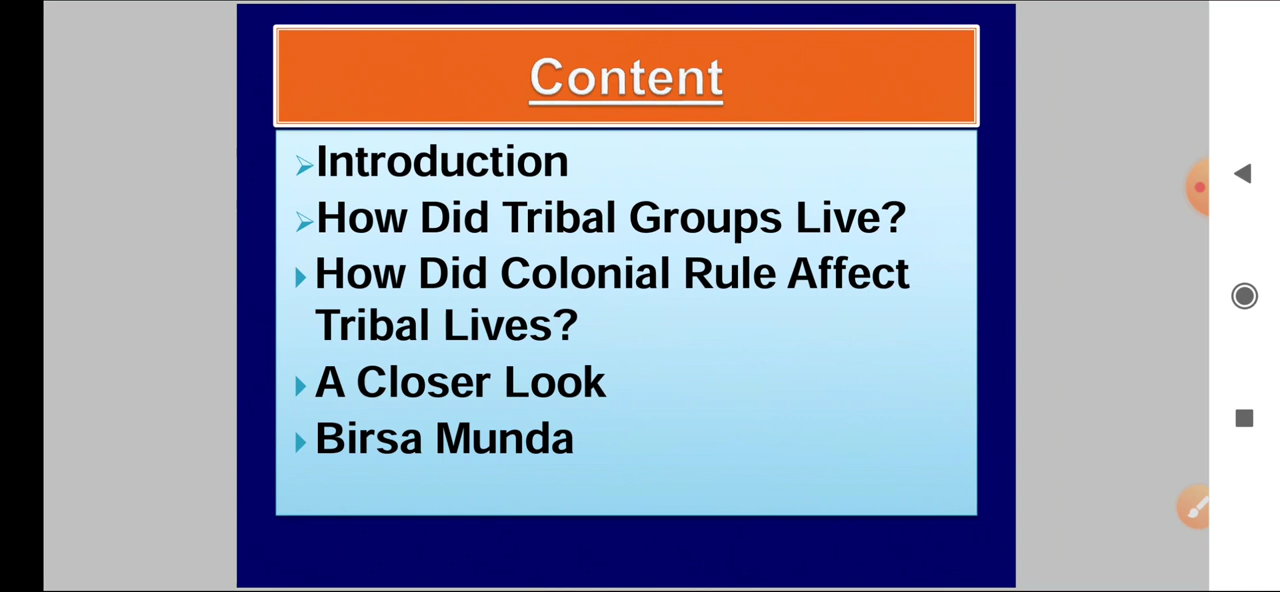 Content
Introduction
How Did Tribal Groups Live?
How Did Colonial Rule Affect
Tribal Lives?
A Closer Look
Birsa Munda